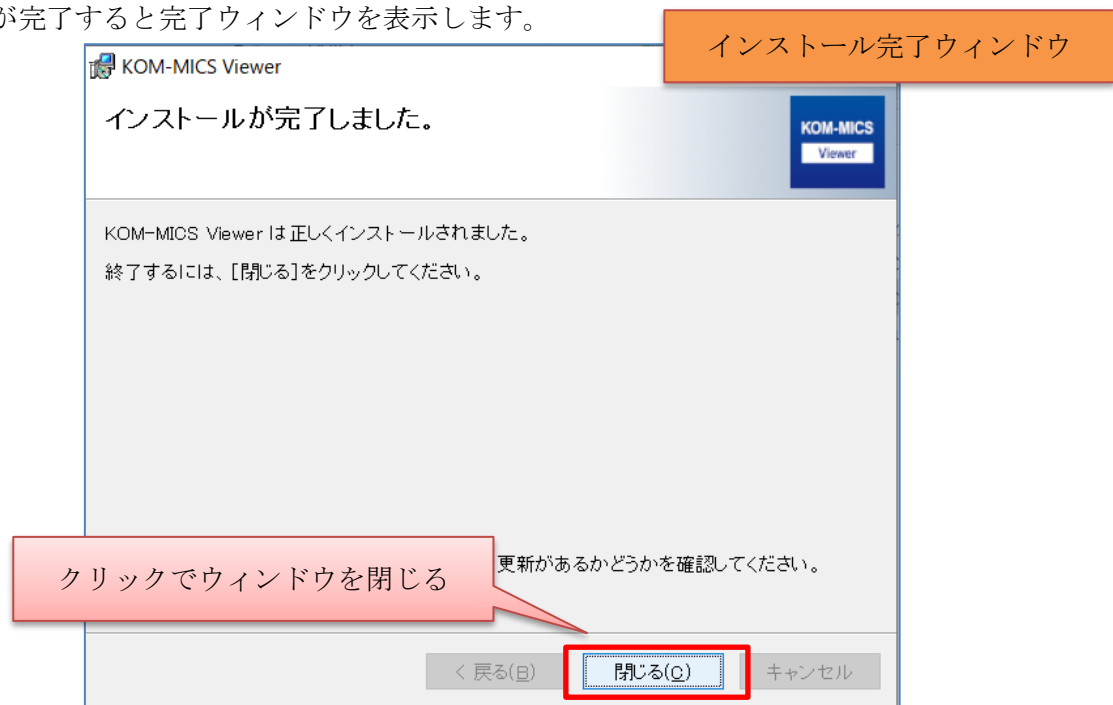 が完了すると完了ウィンドウを表示します。
インストール完了ウィンドウ
KOM-MICS Viewer
インストールが完了しました。
KOM-MICS
Viewer
KOM-MICS Viewer は正しくインストールされました。
終了するには、[閉じる]をクリックしてください。
更新があるかどうかを確認してください。
クリックでウィンドウを閉じる
< 戻る(B)
閉じる(C)
キャンセル